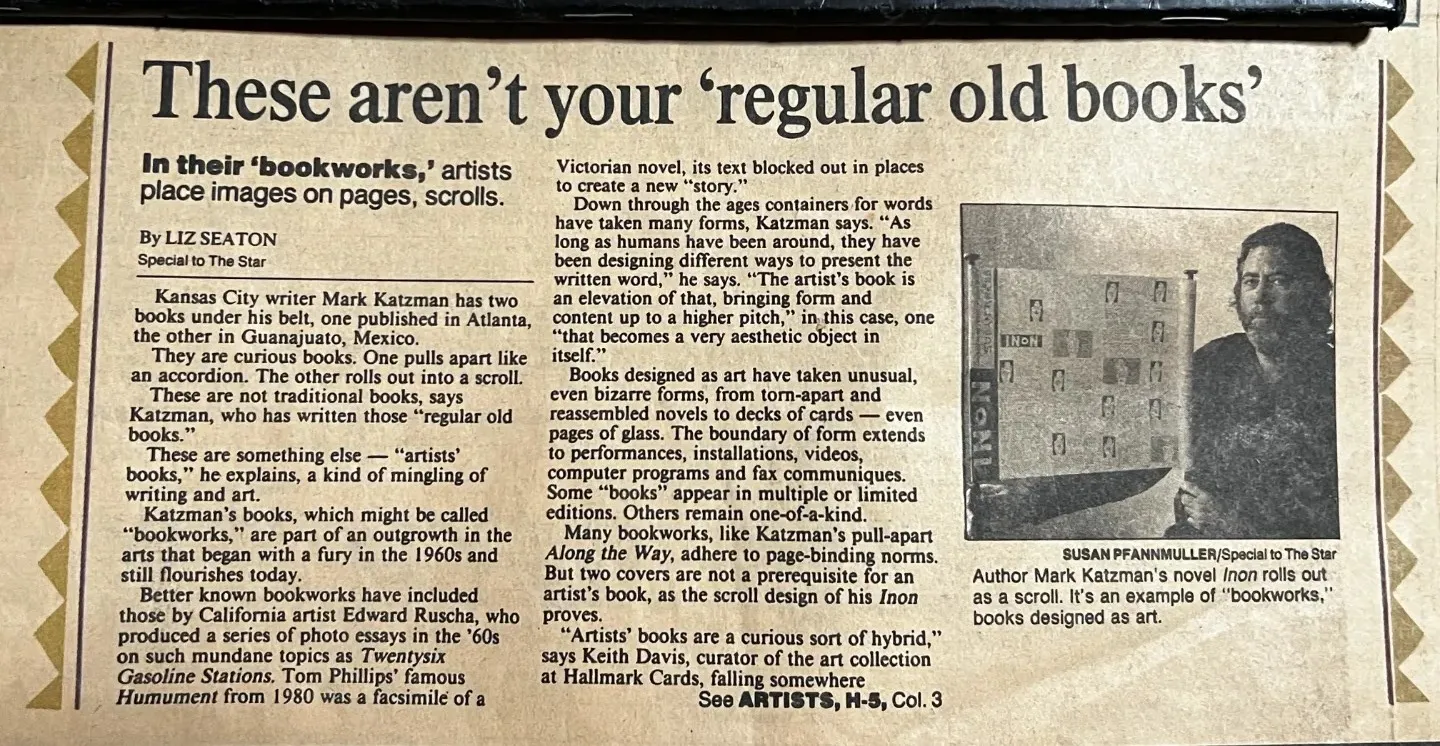 These aren't your 'regular old books'
In their 'bookworks,' artists
place images on pages, scrolls.
By LIZ SEATON
Special to The Star
Kansas City writer Mark Katzman has two
books under his belt, one published in Atlanta,
the other in Guanajuato, Mexico.
They are curious books. One pulls apart like
an accordion. The other rolls out into a scroll.
These are not traditional books, says
Katzman, who has written those "regular old
books."
These are something else — "artists'
books," he explains, a kind of mingling of
writing and art.
Katzman's books, which might be called
"bookworks," are part of an outgrowth in the
arts that began with a fury in the 1960s and
still flourishes today.
Better known bookworks have included
those by California artist Edward Ruscha, who
produced a series of photo essays in the '60s
on such mundane topics as Twentysix
Gasoline Stations. Tom Phillips' famous
Humument from 1980 was a facsimile of a
Victorian novel, its text blocked out in places
to create a new "story."
Down through the ages containers for words
have taken many forms, Katzman says. "As
long as humans have been around, they have
been designing different ways to present the
written word," he says. "The artist's book is
an elevation of that, bringing form and
content up to a higher pitch," in this case, one
"that becomes a very aesthetic object in
itself."
Books designed as art have taken unusual,
even bizarre forms, from torn-apart and
reassembled novels to decks of cards — even
pages of glass. The boundary of form extends
to performances, installations, videos,
computer programs and fax communiques.
Some "books" appear in multiple or limited
editions. Others remain one-of-a-kind.
Many bookworks, like Katzman's pull-apart
Along the Way, adhere to page-binding norms.
But two covers are not a prerequisite for an
artist's book, as the scroll design of his Inon
proves.
"Artists' books are a curious sort of hybrid,"
says Keith Davis, curator of the art collection
at Hallmark Cards, falling somewhere
See ARTISTS, H-5, Col. 3
INON
INON
SUSAN PFANNMULLER/Special to The Star
Author Mark Katzman's novel Inon rolls out
as a scroll. It's an example of "bookworks,"
books designed as art.